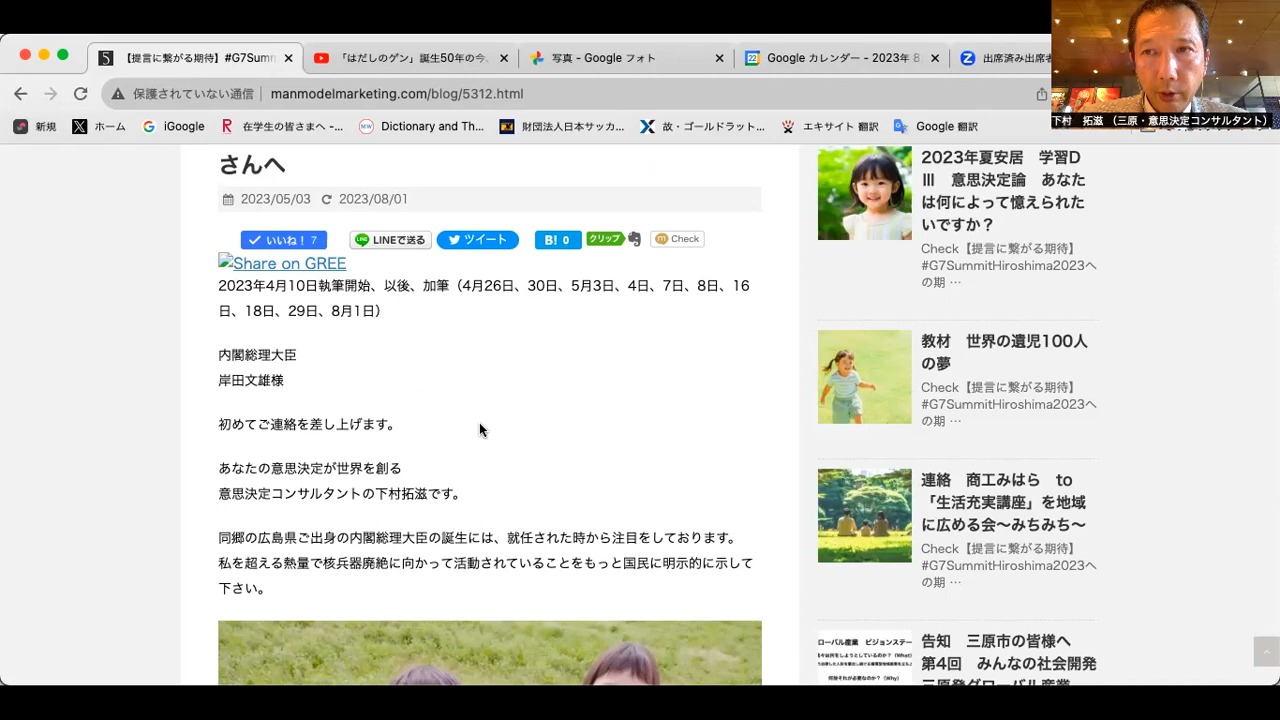 【提言に繋がる期待】#G7Sum
「はだしのゲン」誕生50年の今、
写真 - Google フォト
22
Google カレンダー - 2023年 8
出席済み出席者
保護されていない通信
manmodelmarketing.com/blog/5312.html
下村 拓滋 （三原・意思決定コンサルタント）
新規
ホーム
iGoogle
在学生の皆さまへ -...
Dictionary and Th...
財団法人日本サッカ...
故・ゴールドラット...
エキサイト 翻訳
Google 翻訳
さんへ
2023/05/03 2023/08/01
いいね！ 7
LINEで送る
ツイート
B! 0
クリップ
Check
Share on GREE
2023年4月10日執筆開始、以後、加筆（4月26日、30日、5月3日、4日、7日、8日、16
日、18日、29日、8月1日）
内閣総理大臣
岸田文雄様
初めてご連絡を差し上げます。
あなたの意思決定が世界を創る
意思決定コンサルタントの下村拓滋です。
同郷の広島県ご出身の内閣総理大臣の誕生には、就任された時から注目をしております。
私を超える熱量で核兵器廃絶に向かって活動されていることをもっと国民に明示的に示して
下さい。
2023年夏安居 学習D
Ⅲ 意思決定論 あなた
は何によって憶えられた
いですか？
Check【提言に繋がる期待】
#G7SummitHiroshima2023へ
の期 …
教材 世界の遺児100人
の夢
Check【提言に繋がる期待】
#G7SummitHiroshima2023へ
の期 …
連絡 商工みはら to
「生活充実講座」を地域
に広める会〜みちみち〜
Check【提言に繋がる期待】
#G7SummitHiroshima2023へ
の期 …
告知 三原市の皆様へ
第4回 みんなの社会開発
三原発グローバル産業